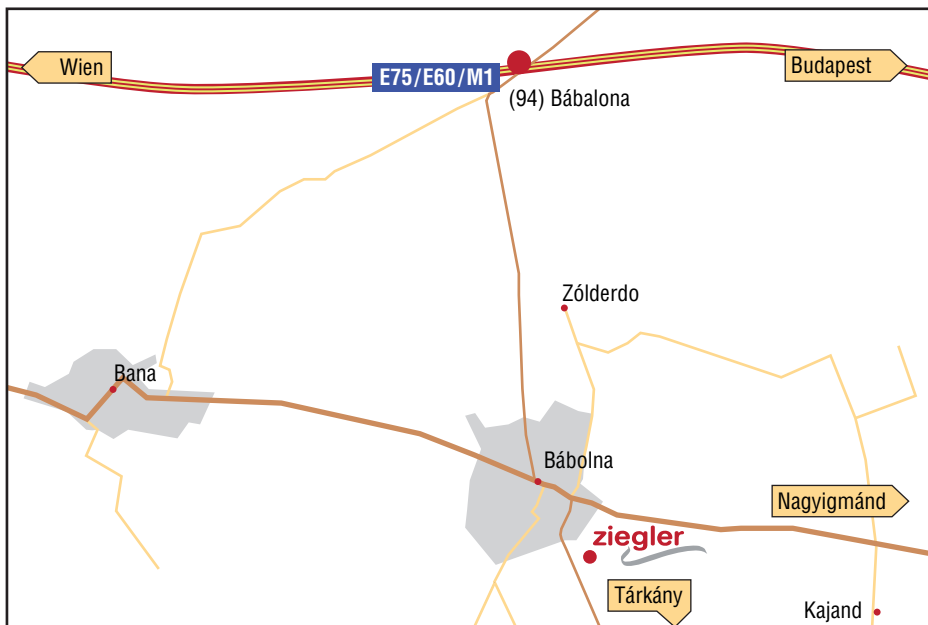 Wien
E75/E60/M1
Budapest
(94) Bábalona
Zólderdo
Bana
Bábolna
Nagyigmánd
ziegler
Tárkány
Kajand